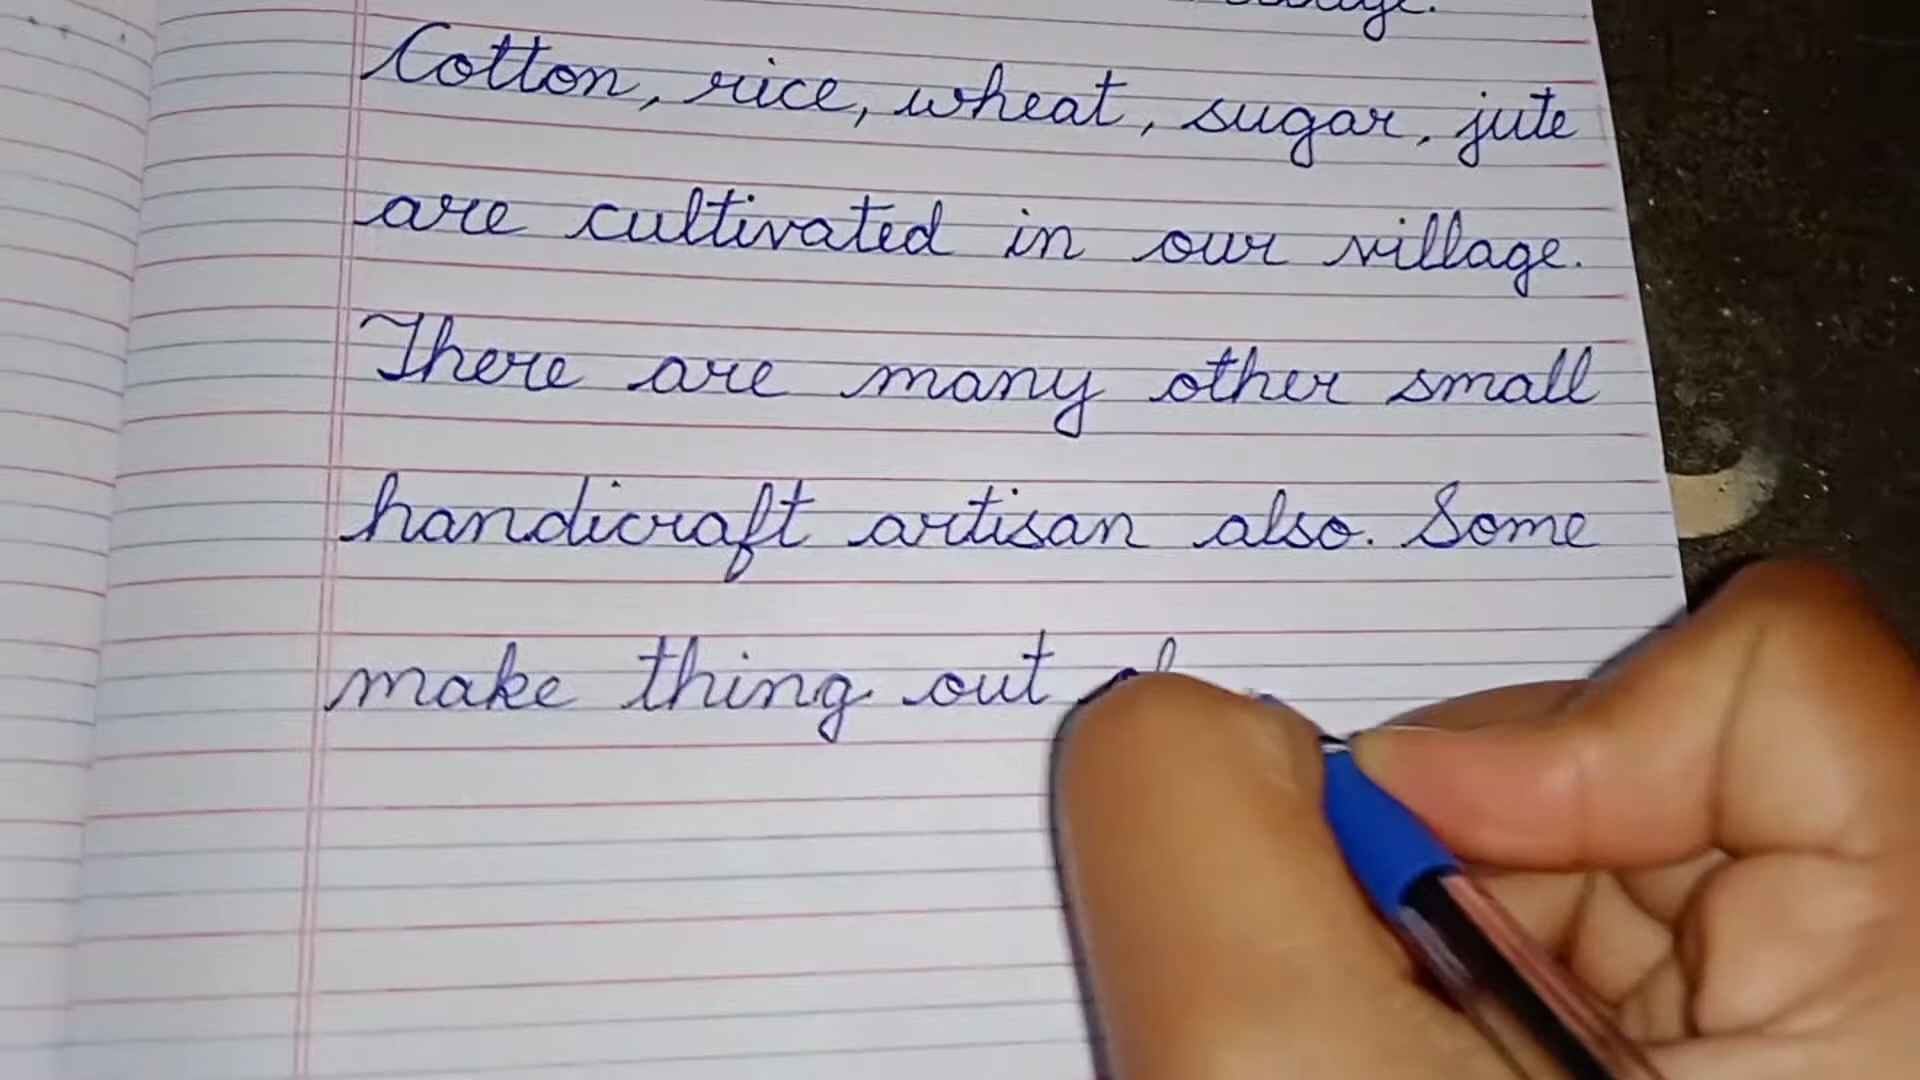 Cotton, rice, wheat, sugar, jute
are cultivated in our village.
There are many other small
handicraft artisan also. Some
make thing out of